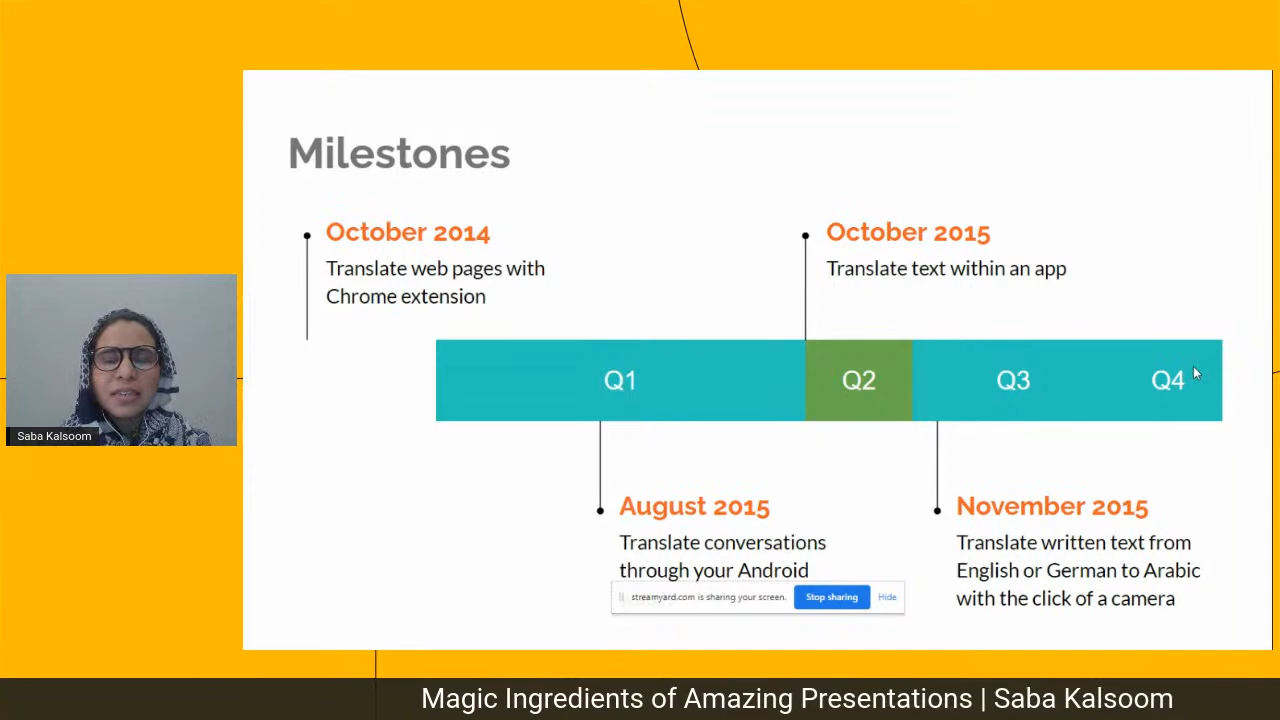 Milestones
October 2014
Translate web pages with
Chrome extension
October 2015
Translate text within an app
Q1
Q2
Q3
Q4
August 2015
Translate conversations
through your Android
November 2015
Translate written text from
English or German to Arabic
with the click of a camera
streamyard.com is sharing your screen.
Stop sharing
Hide
Saba Kalsoom
Magic Ingredients of Amazing Presentations | Saba Kalsoom